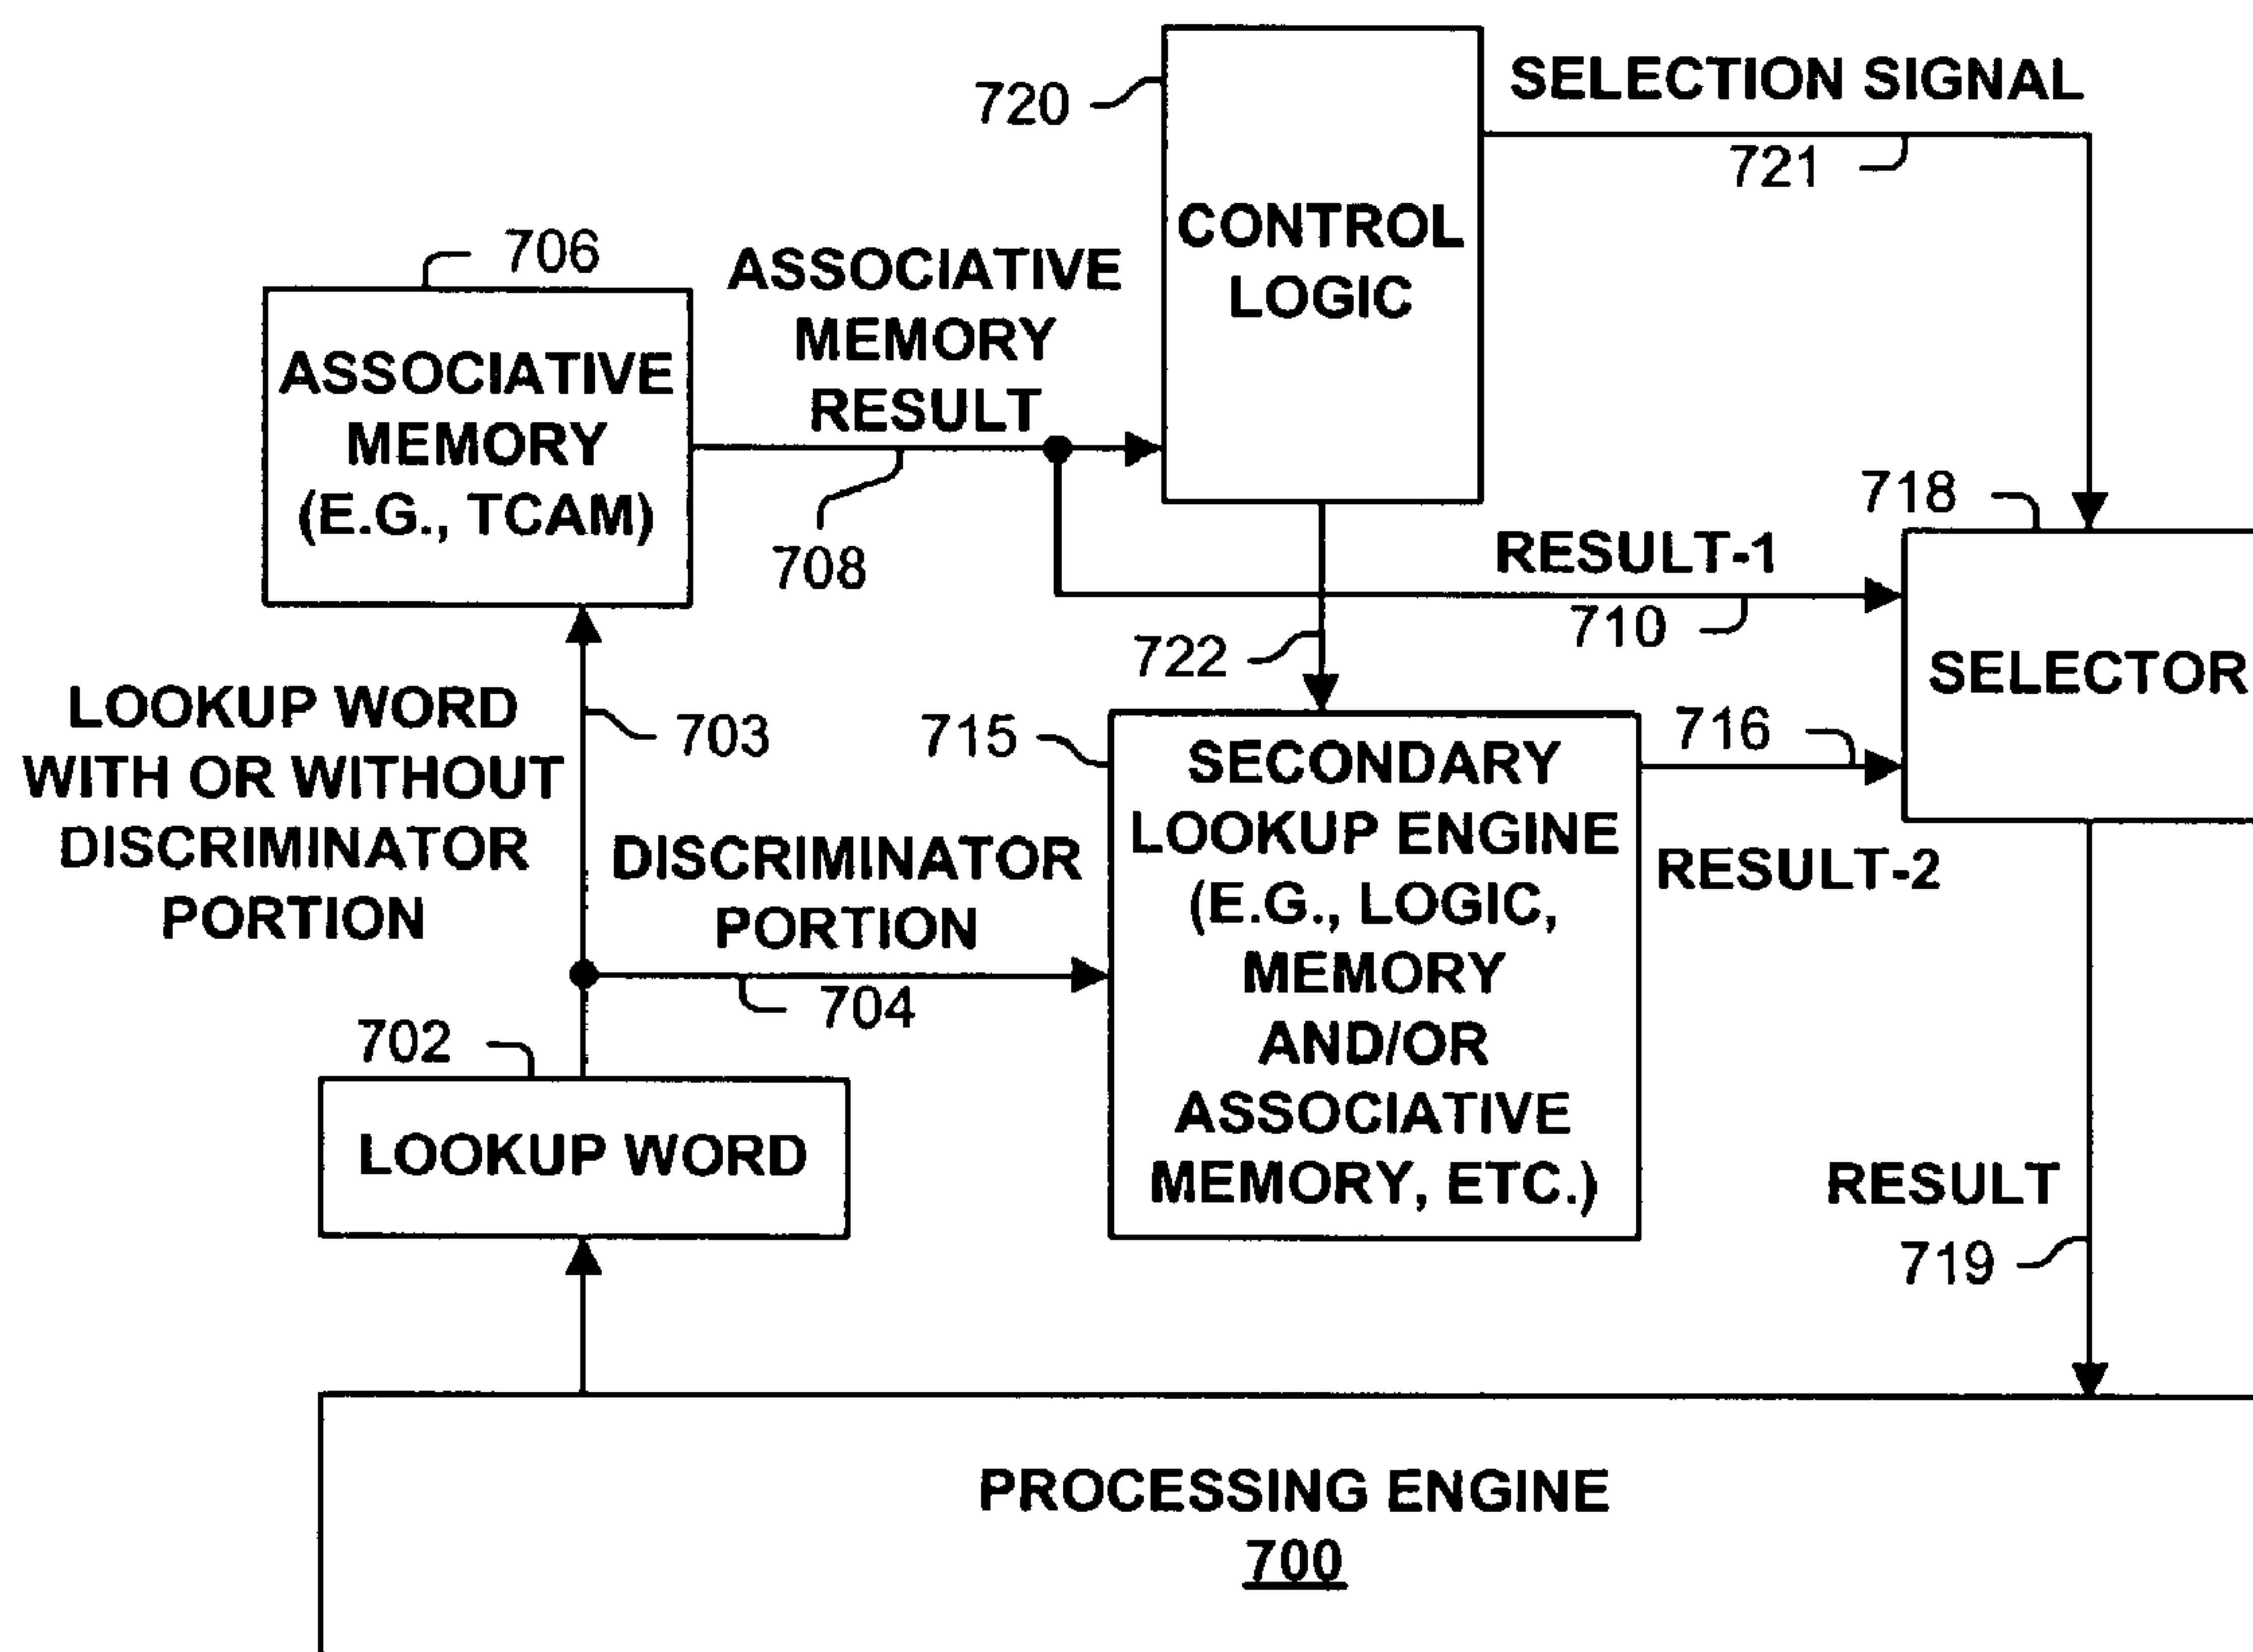 720
SELECTION SIGNAL
721
CONTROL
LOGIC
706
ASSOCIATIVE
MEMORY
RESULT
ASSOCIATIVE
MEMORY
(E.G., TCAM)
708
718
RESULT-1
710
SELECTOR
722
LOOKUP WORD
WITH OR WITHOUT
DISCRIMINATOR
PORTION
703
715
SECONDARY
LOOKUP ENGINE
(E.G., LOGIC,
MEMORY
AND/OR
ASSOCIATIVE
MEMORY, ETC.)
716
RESULT-2
DISCRIMINATOR
PORTION
704
702
LOOKUP WORD
RESULT
719
PROCESSING ENGINE
700